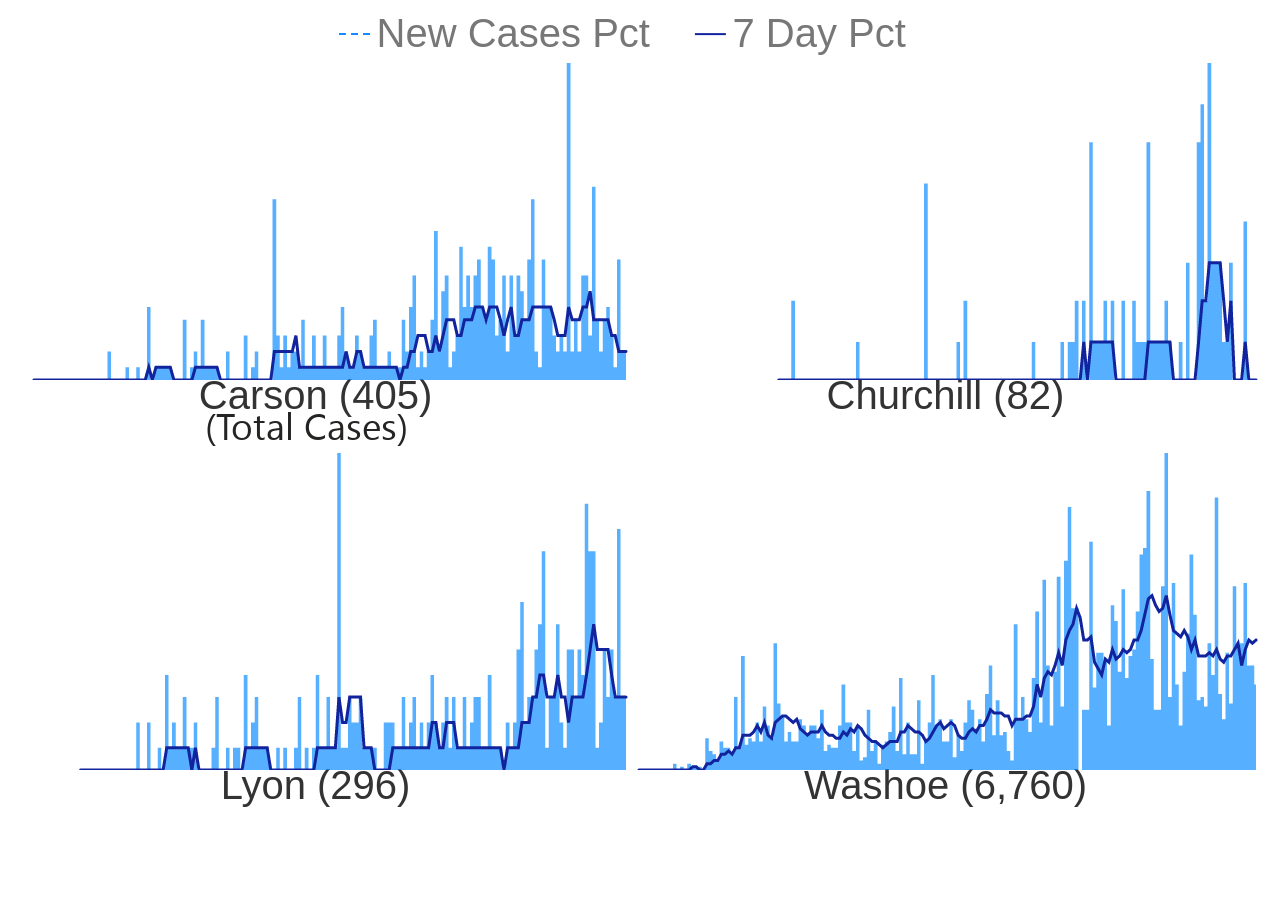 New Cases Pct 7 Day Pct
Carson (405) Churchill (82)
(Total Cases)
Lyon (296) Washoe (6,760)